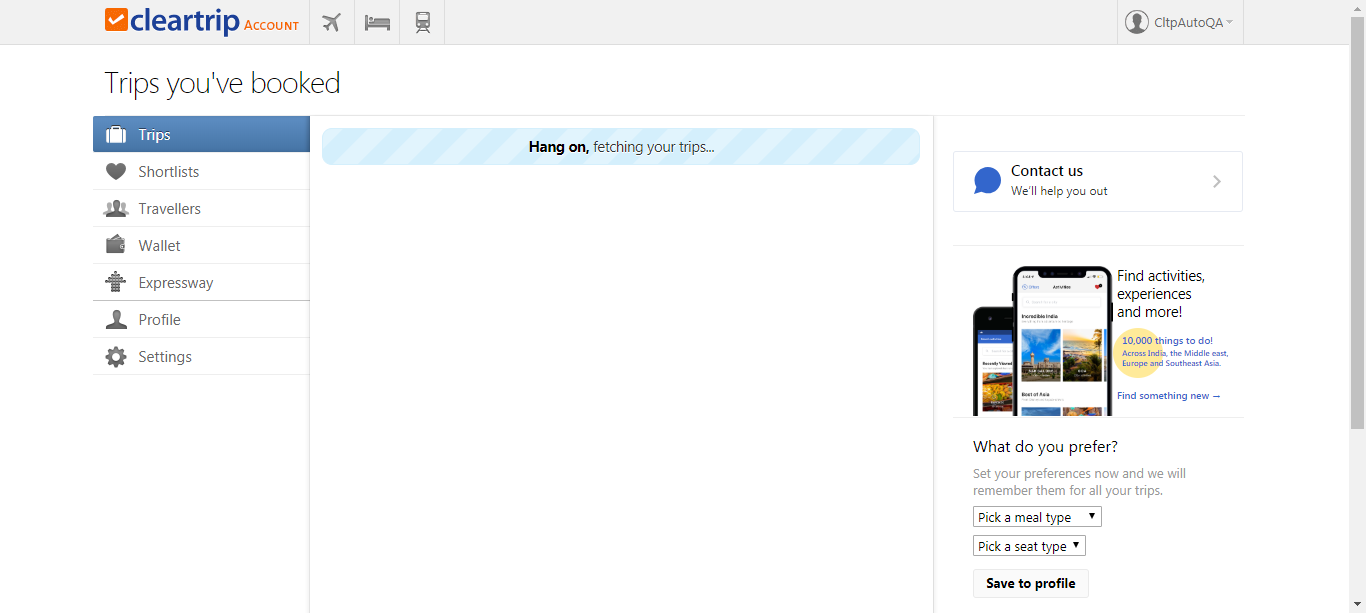 cleartrip ACCOUNT
CltpAutoQA
Trips you've booked
Trips
Shortlists
Travellers
Wallet
Expressway
Profile
Settings
Hang on, fetching your trips...
Contact us
We'll help you out
Find activities,
experiences
and more!
10,000 things to do!
Across India, the Middle east,
Europe and Southeast Asia.
Find something new →
Activities
Incredible India
Best of Asia
What do you prefer?
Set your preferences now and we will
remember them for all your trips.
Pick a meal type
Pick a seat type
Save to profile